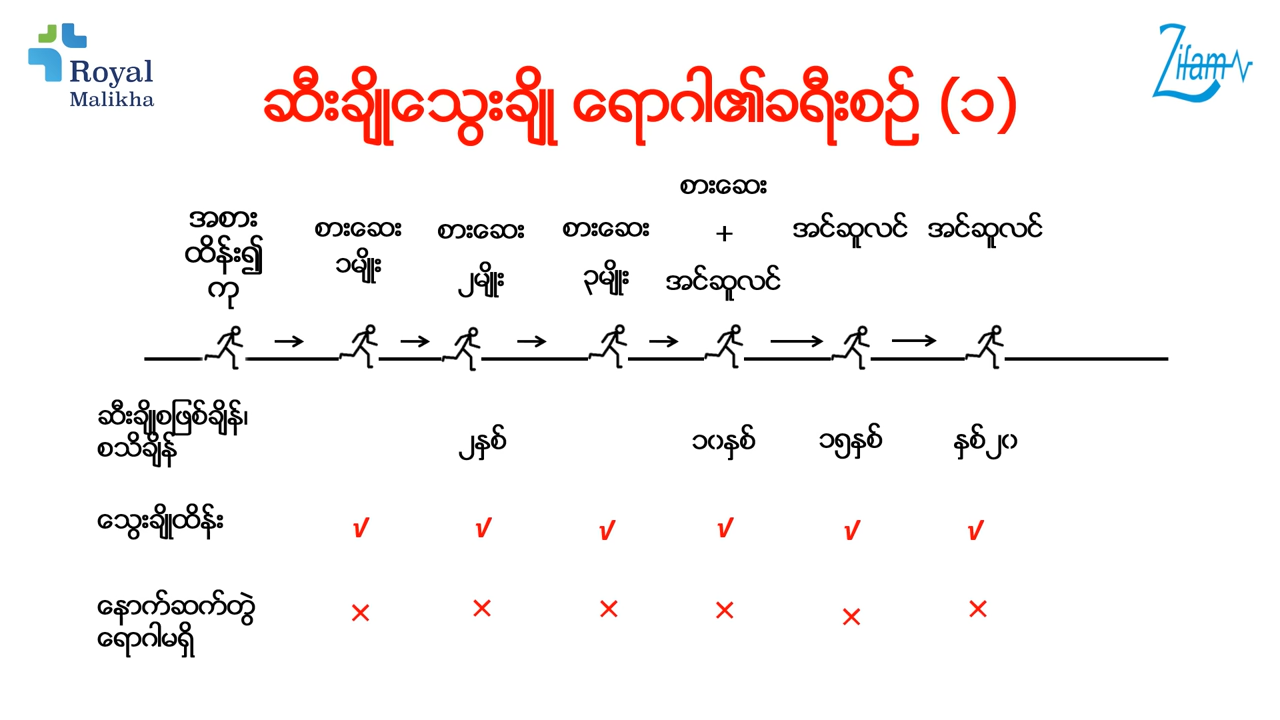 Royal
Malikha
Zifam
ဆီးချိုသွေးချို ရောဂါ၏ခရီးစဉ် (၁)
အစား
ထိန်း၍
ကု
စားဆေး
၁မျိုး
စားဆေး
၂မျိုး
စားဆေး
၃မျိုး
စားဆေး
+
အင်ဆူလင်
အင်ဆူလင်
အင်ဆူလင်
→ → → → → →
ဆီးချိုစဖြစ်ချိန်၊
စသိချိန်
၂နှစ်
၁၀နှစ်
၁၅နှစ်
နှစ်၂၀
သွေးချိုထိန်း
√ √ √ √ √ √
နောက်ဆက်တွဲ
ရောဂါမရှိ
× × × × × ×